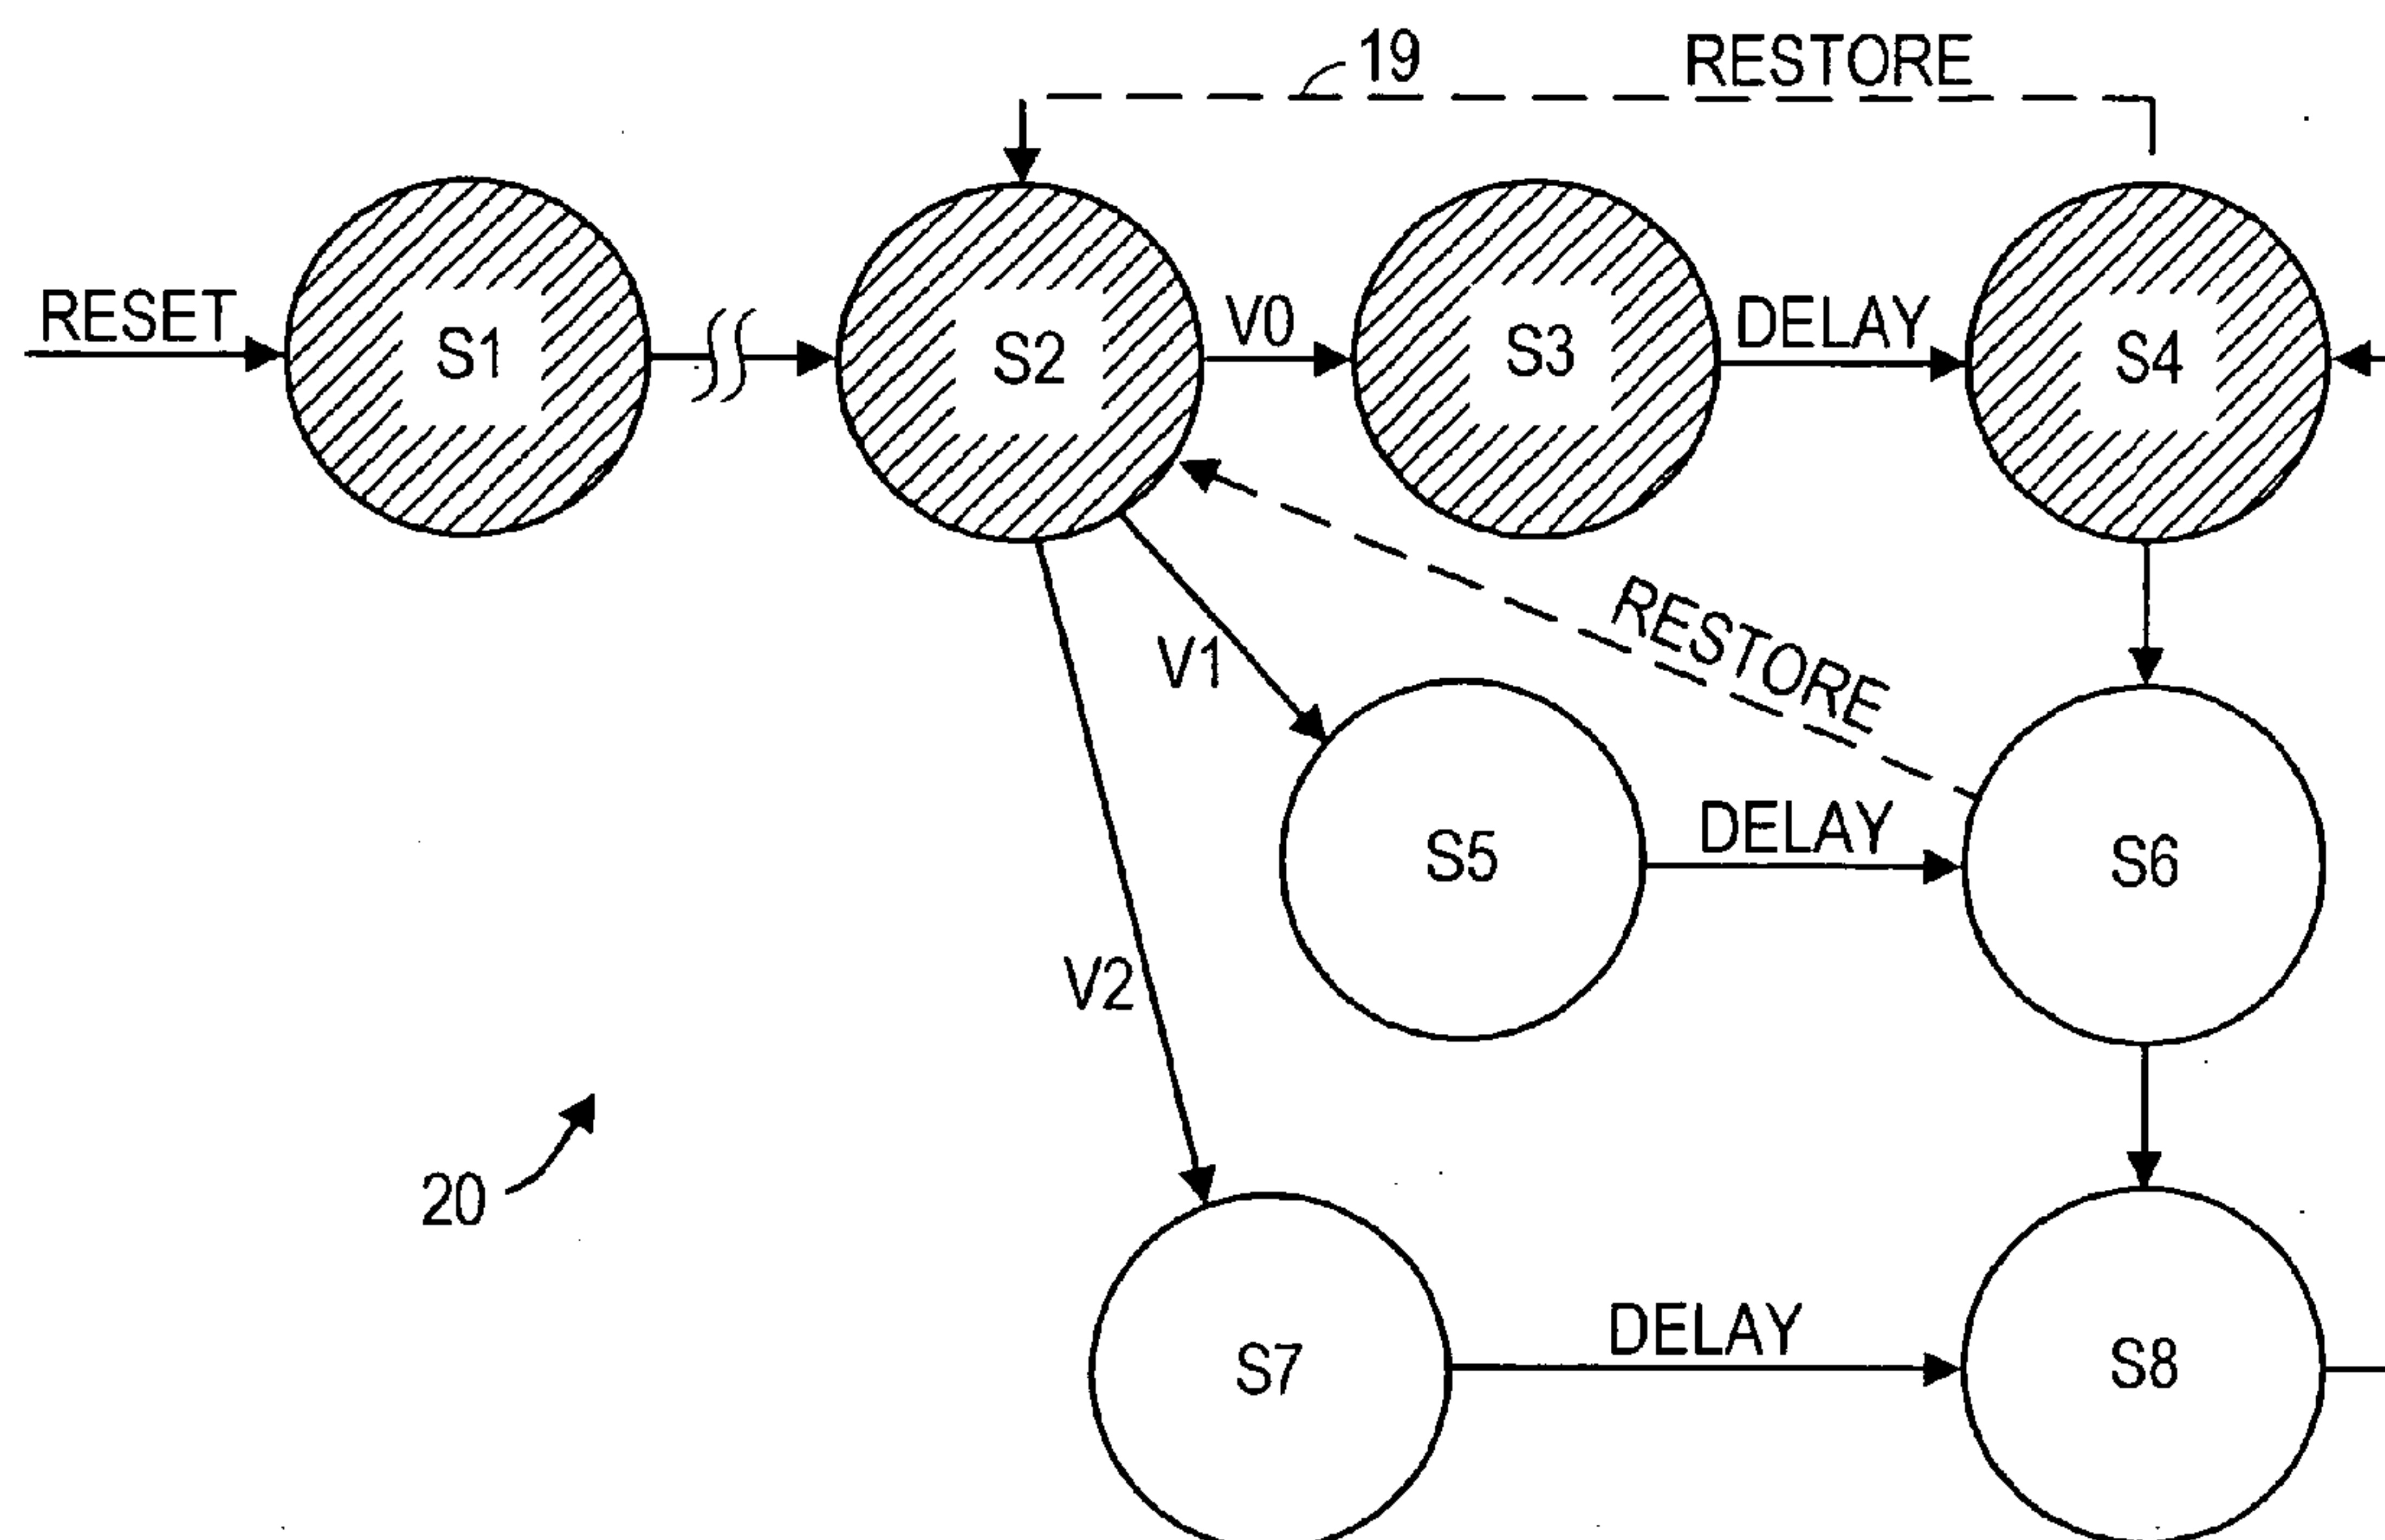 19
RESTORE
RESET
S1
S2
V0
S3
DELAY
S4
RESTORE
V1
S5
DELAY
S6
V2
20
S7
DELAY
S8